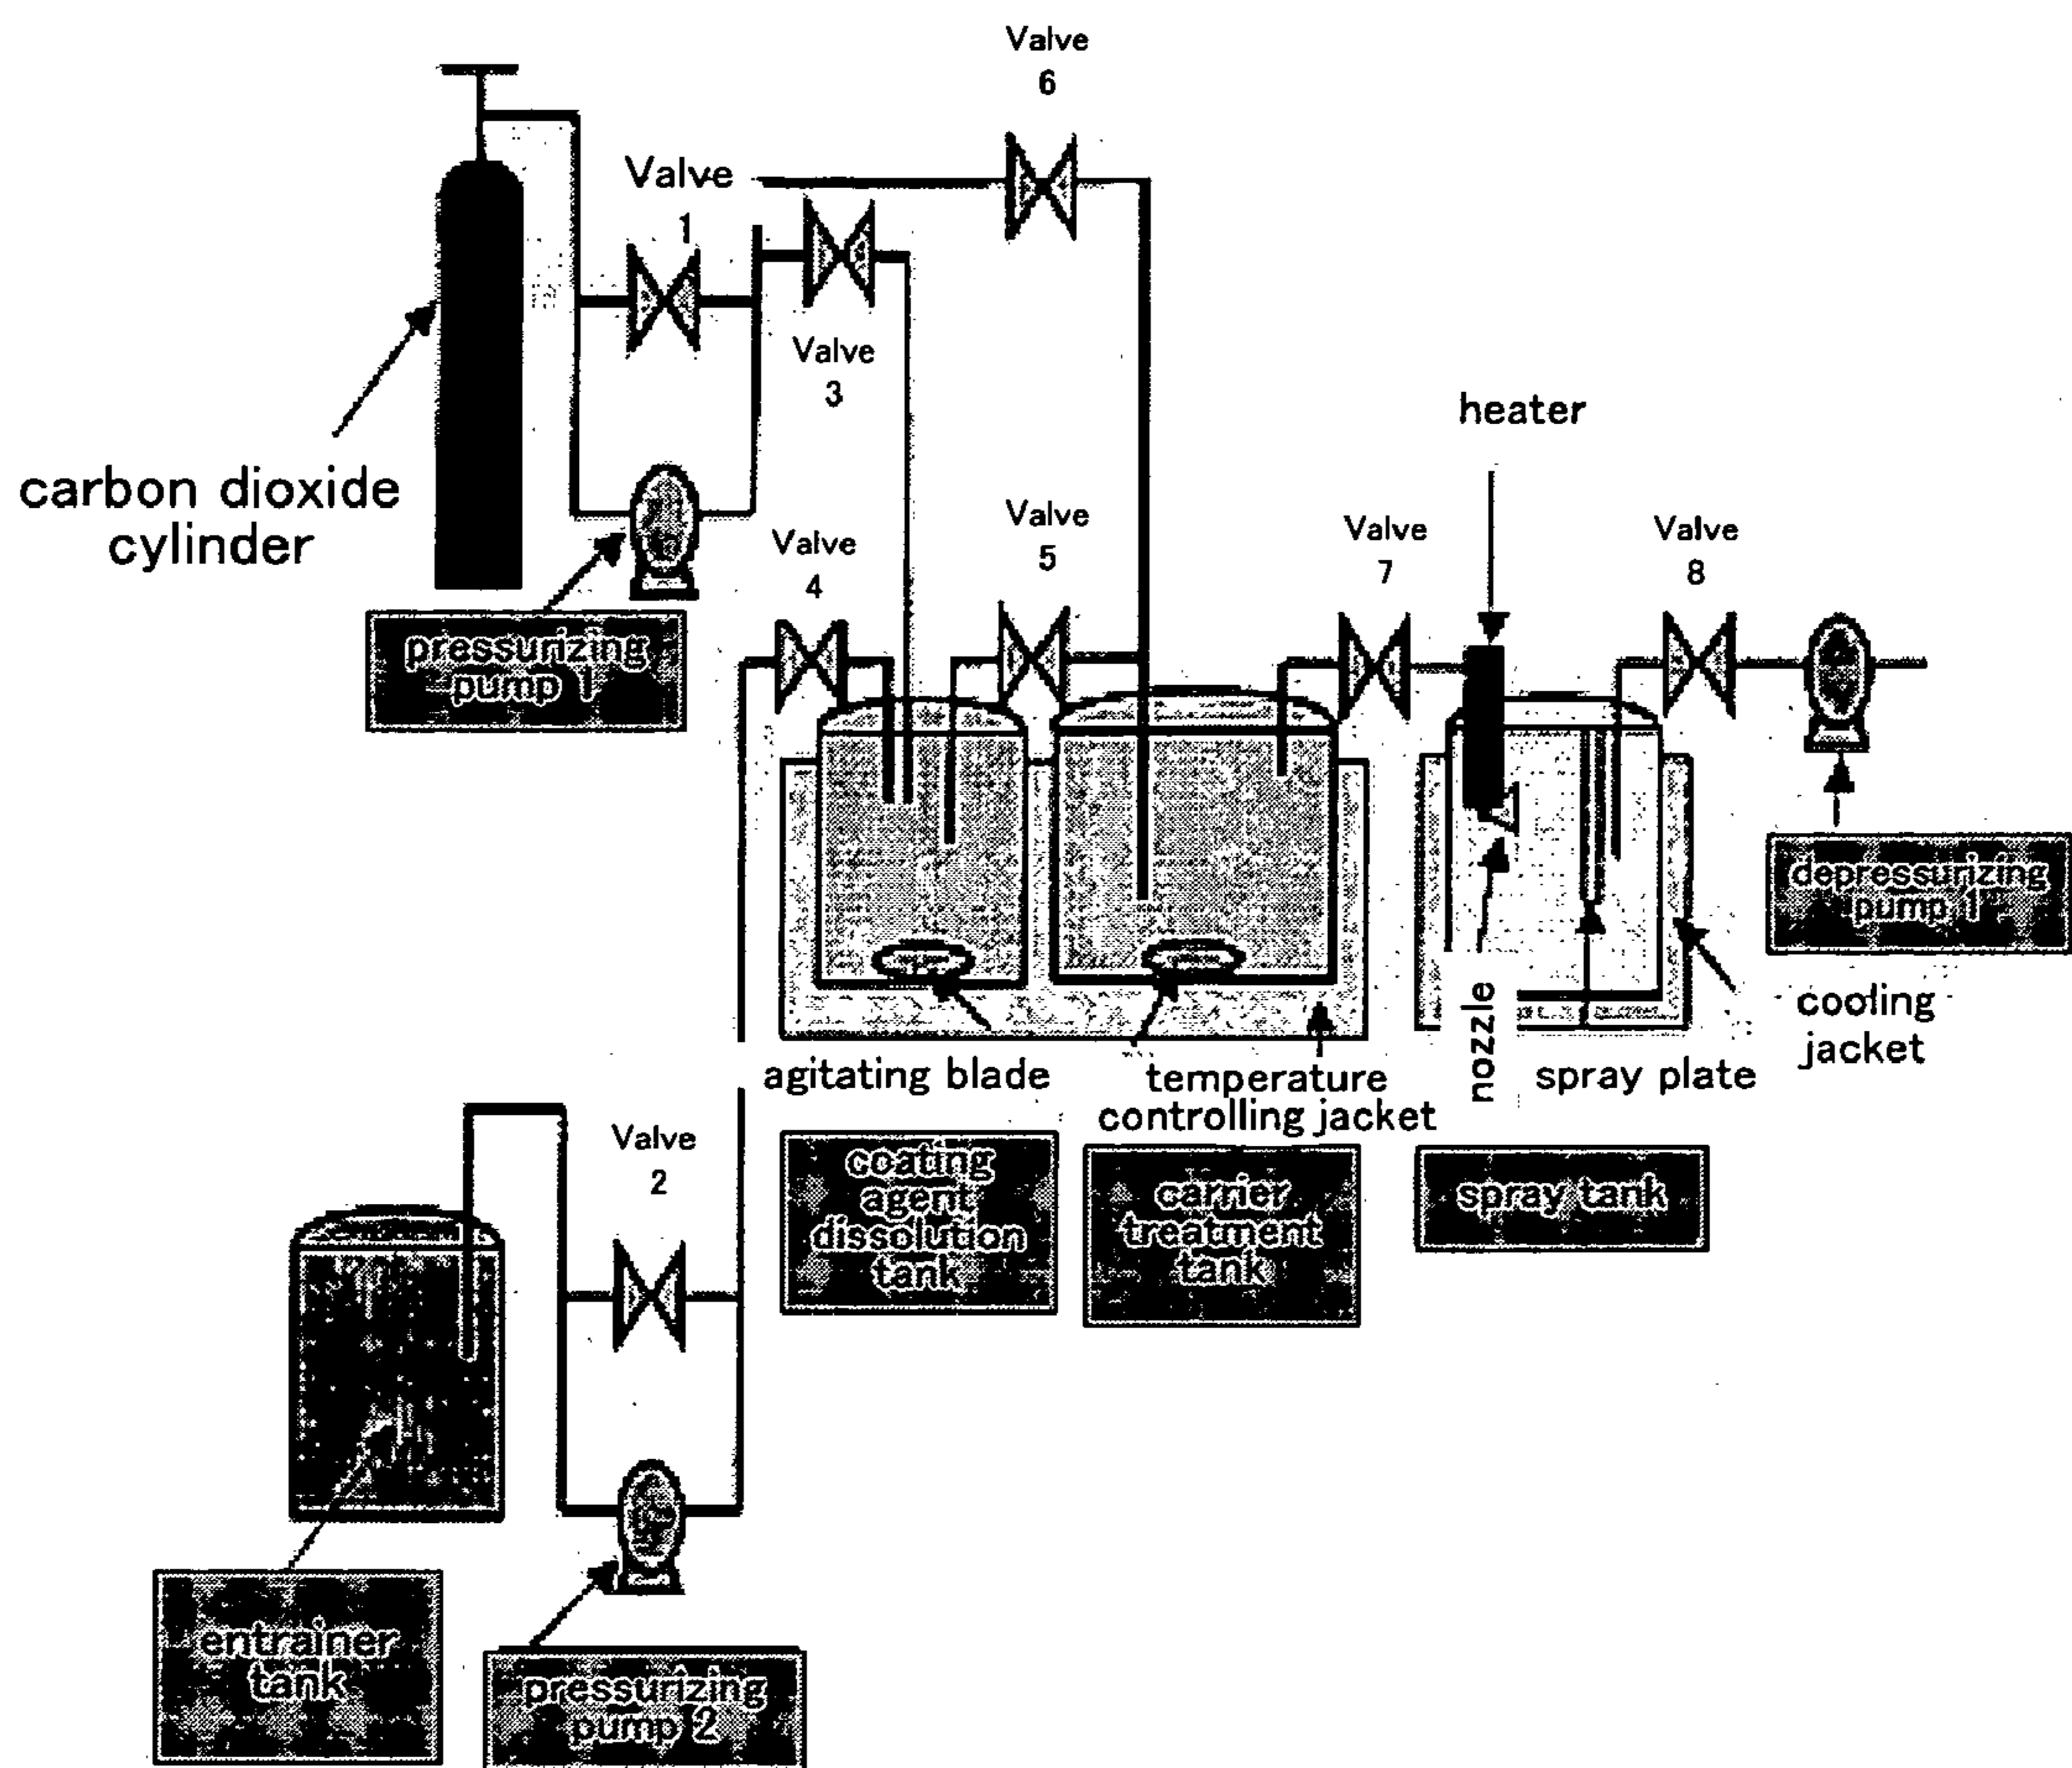 Valve
6
Valve
1
Valve
3
heater
carbon dioxide
cylinder
Valve
4
Valve
5
Valve
7
Valve
8
pressurizing
pump 1
depressurizing
pump 1
cooling
jacket
nozzle
agitating blade
temperature
controlling jacket
spray plate
Valve
2
coating
agent
dissolution
tank
carrier
treatment
tank
spray tank
entrainer
tank
pressurizing
pump 2